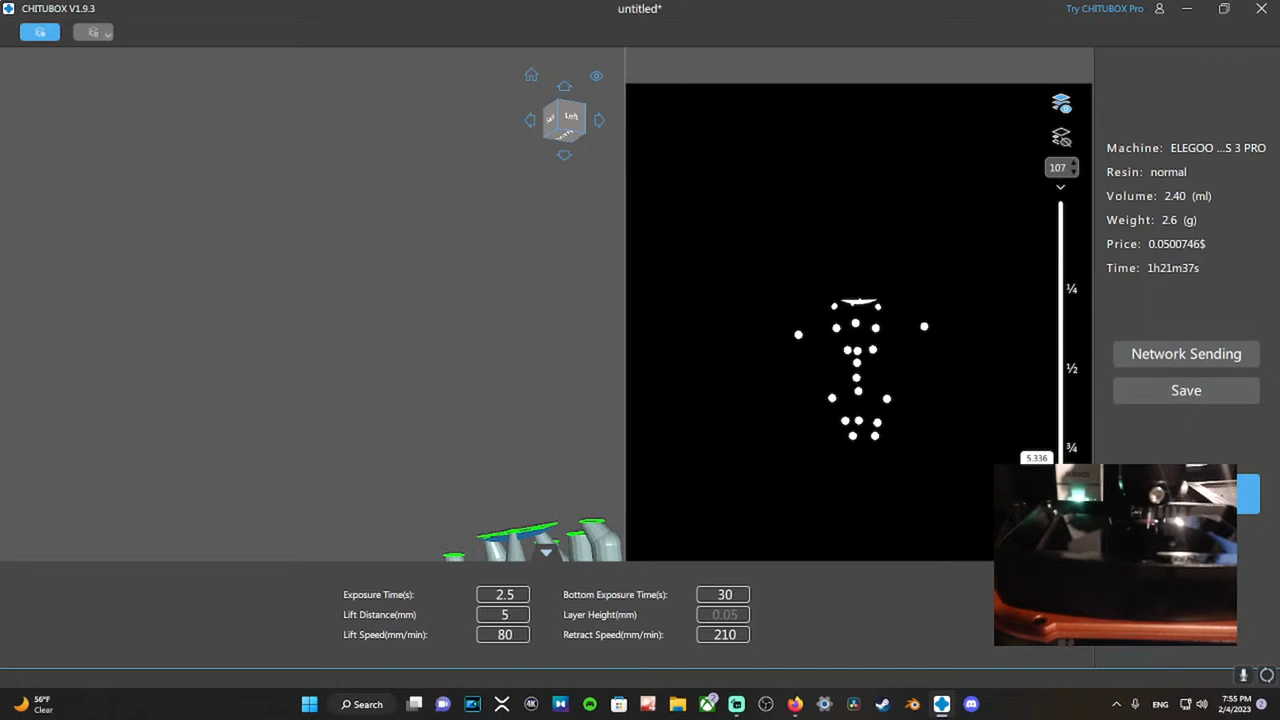 CHITUBOX V1.9.3
untitled*
Try CHITUBOX Pro
Left
107
Machine: ELEGOO ...S 3 PRO
Resin: normal
Volume: 2.40 (ml)
Weight: 2.6 (g)
Price: 0.0500746$
Time: 1h21m37s
¼
½
¾
Network Sending
Save
5.336
Exposure Time(s): 2.5
Bottom Exposure Time(s): 30
Lift Distance(mm) 5
Layer Height(mm) 0.05
Lift Speed(mm/min): 80
Retract Speed(mm/min): 210
56°F
Clear
Search
4K
2
ENG
7:55 PM
2/4/2023
2